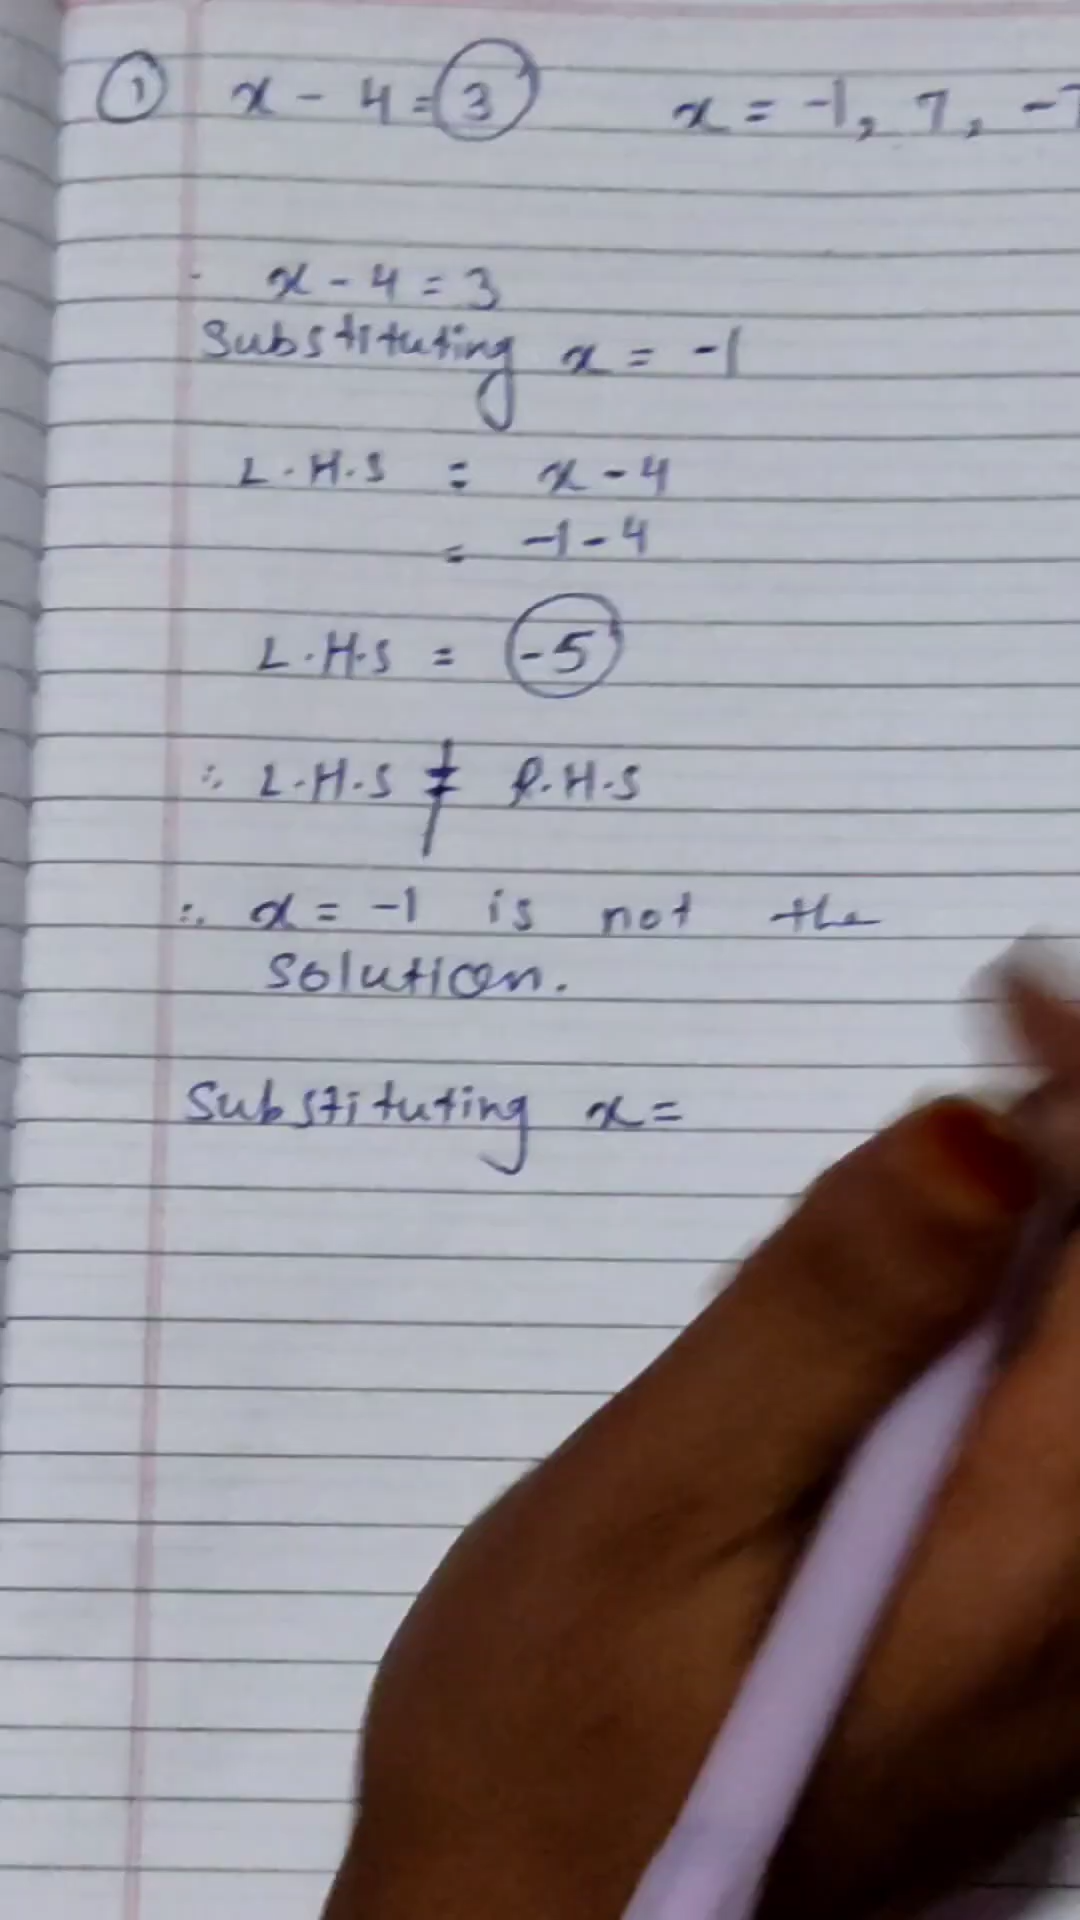 ① x - 4 = 3 x = -1, 7, -7
x - 4 = 3
Substituting x = -1
L.H.S = x - 4
= -1 - 4
L.H.S = -5
∴ L.H.S ≠ R.H.S
∴ x = -1 is not the
solution.
Substituting x =